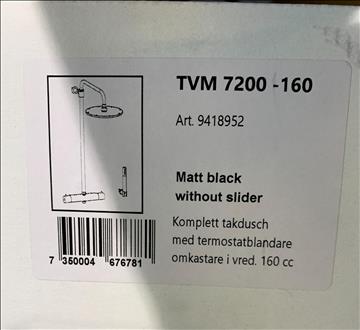 TVM 7200 -160
Art. 9418952
Matt black
without slider
Komplett takdusch
med termostatblandare
omkastare i vred. 160 cc
7 350004 676781